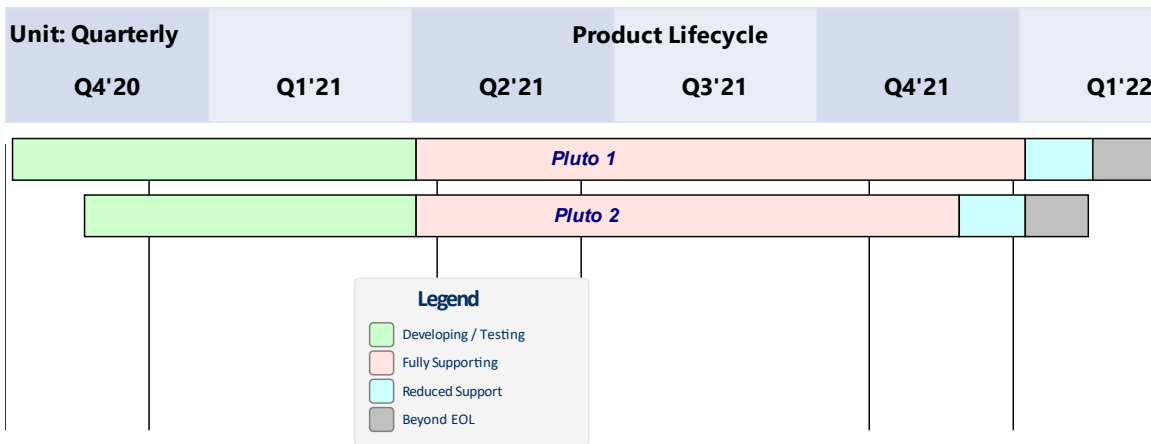 Unit: Quarterly
Product Lifecycle
Q4'20 Q1'21 Q2'21 Q3'21 Q4'21 Q1'22
Pluto 1
Pluto 2
Legend
Developing / Testing
Fully Supporting
Reduced Support
Beyond EOL